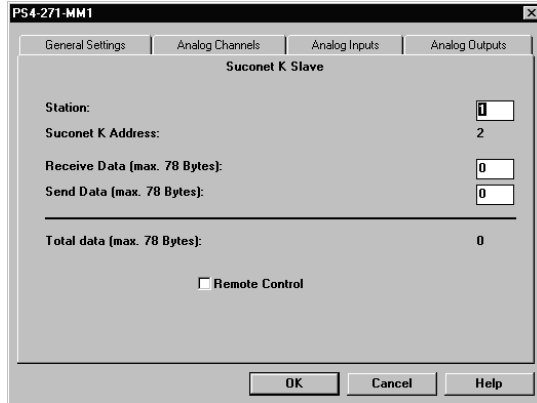 PS4-271-MM1
General Settings Analog Channels Analog Inputs Analog Outputs
Suconet K Slave
Station: 1
Suconet K Address: 2
Receive Data (max. 78 Bytes): 0
Send Data (max. 78 Bytes): 0
Total data (max. 78 Bytes): 0
Remote Control
OK Cancel Help